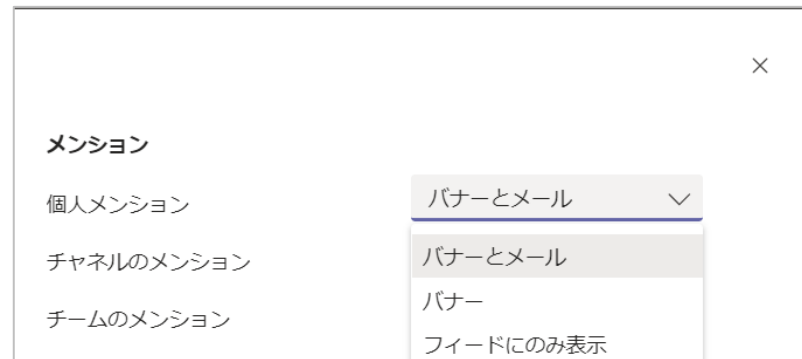 メンション
個人メンション
バナーとメール
チャネルのメンション
バナーとメール
バナー
チームのメンション
フィードにのみ表示